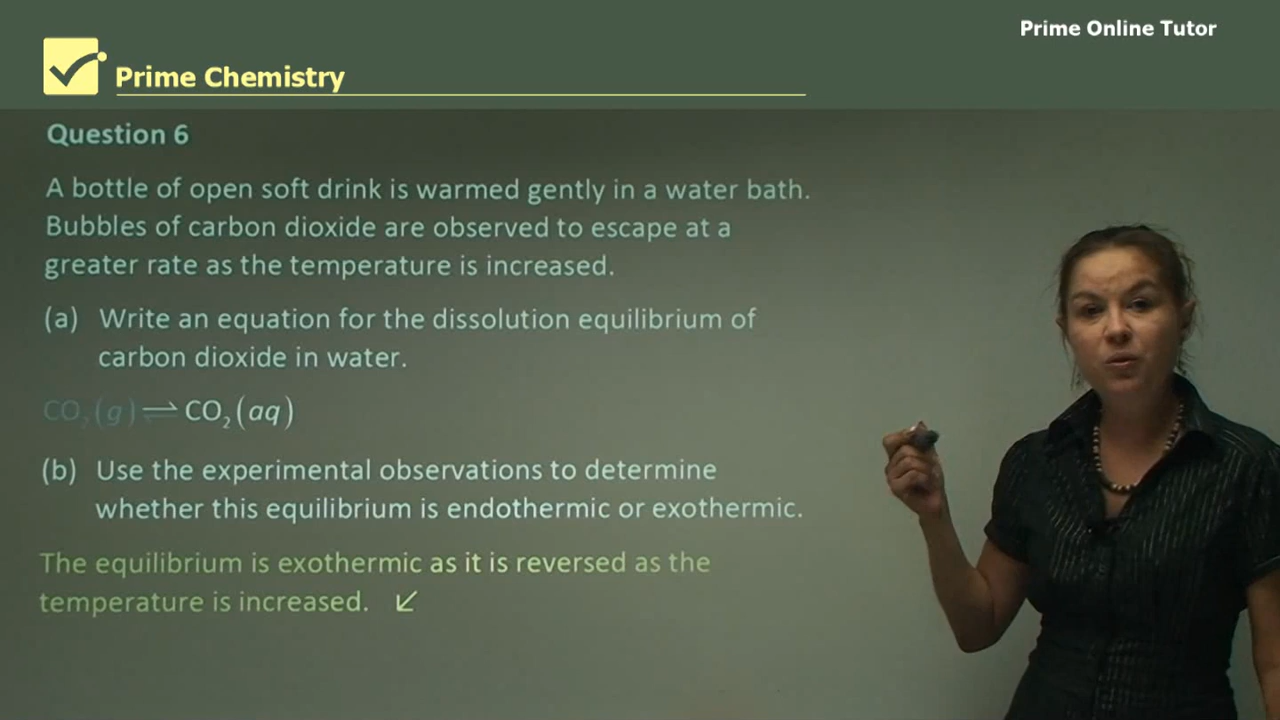 Prime Online Tutor
Prime Chemistry
Question 6
A bottle of open soft drink is warmed gently in a water bath.
Bubbles of carbon dioxide are observed to escape at a
greater rate as the temperature is increased.
(a) Write an equation for the dissolution equilibrium of
carbon dioxide in water.
CO₂(g) ⇌ CO₂(aq)
(b) Use the experimental observations to determine
whether this equilibrium is endothermic or exothermic.
The equilibrium is exothermic as it is reversed as the
temperature is increased. ↙